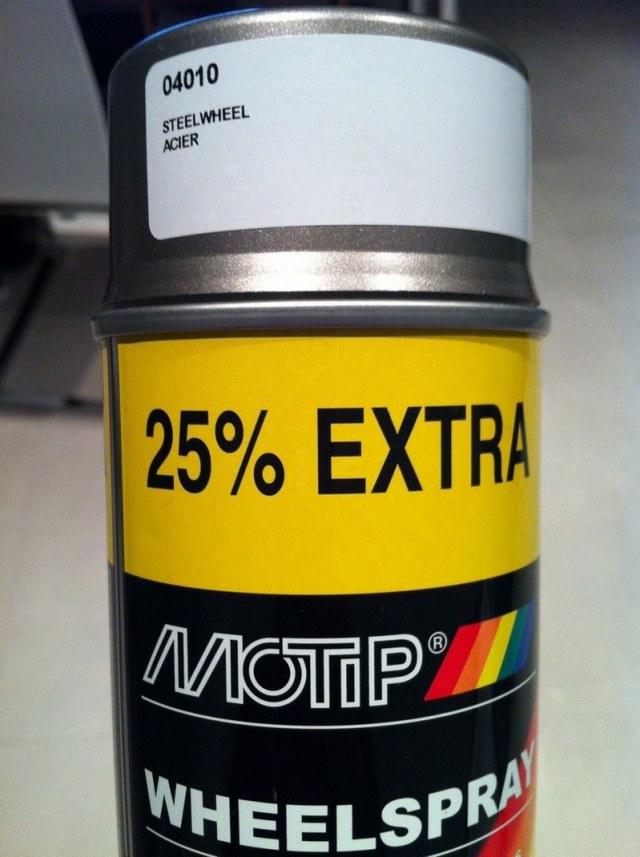 04010
STEELWHEEL
ACIER
25% EXTRA
MOTIP®
WHEELSPRAY